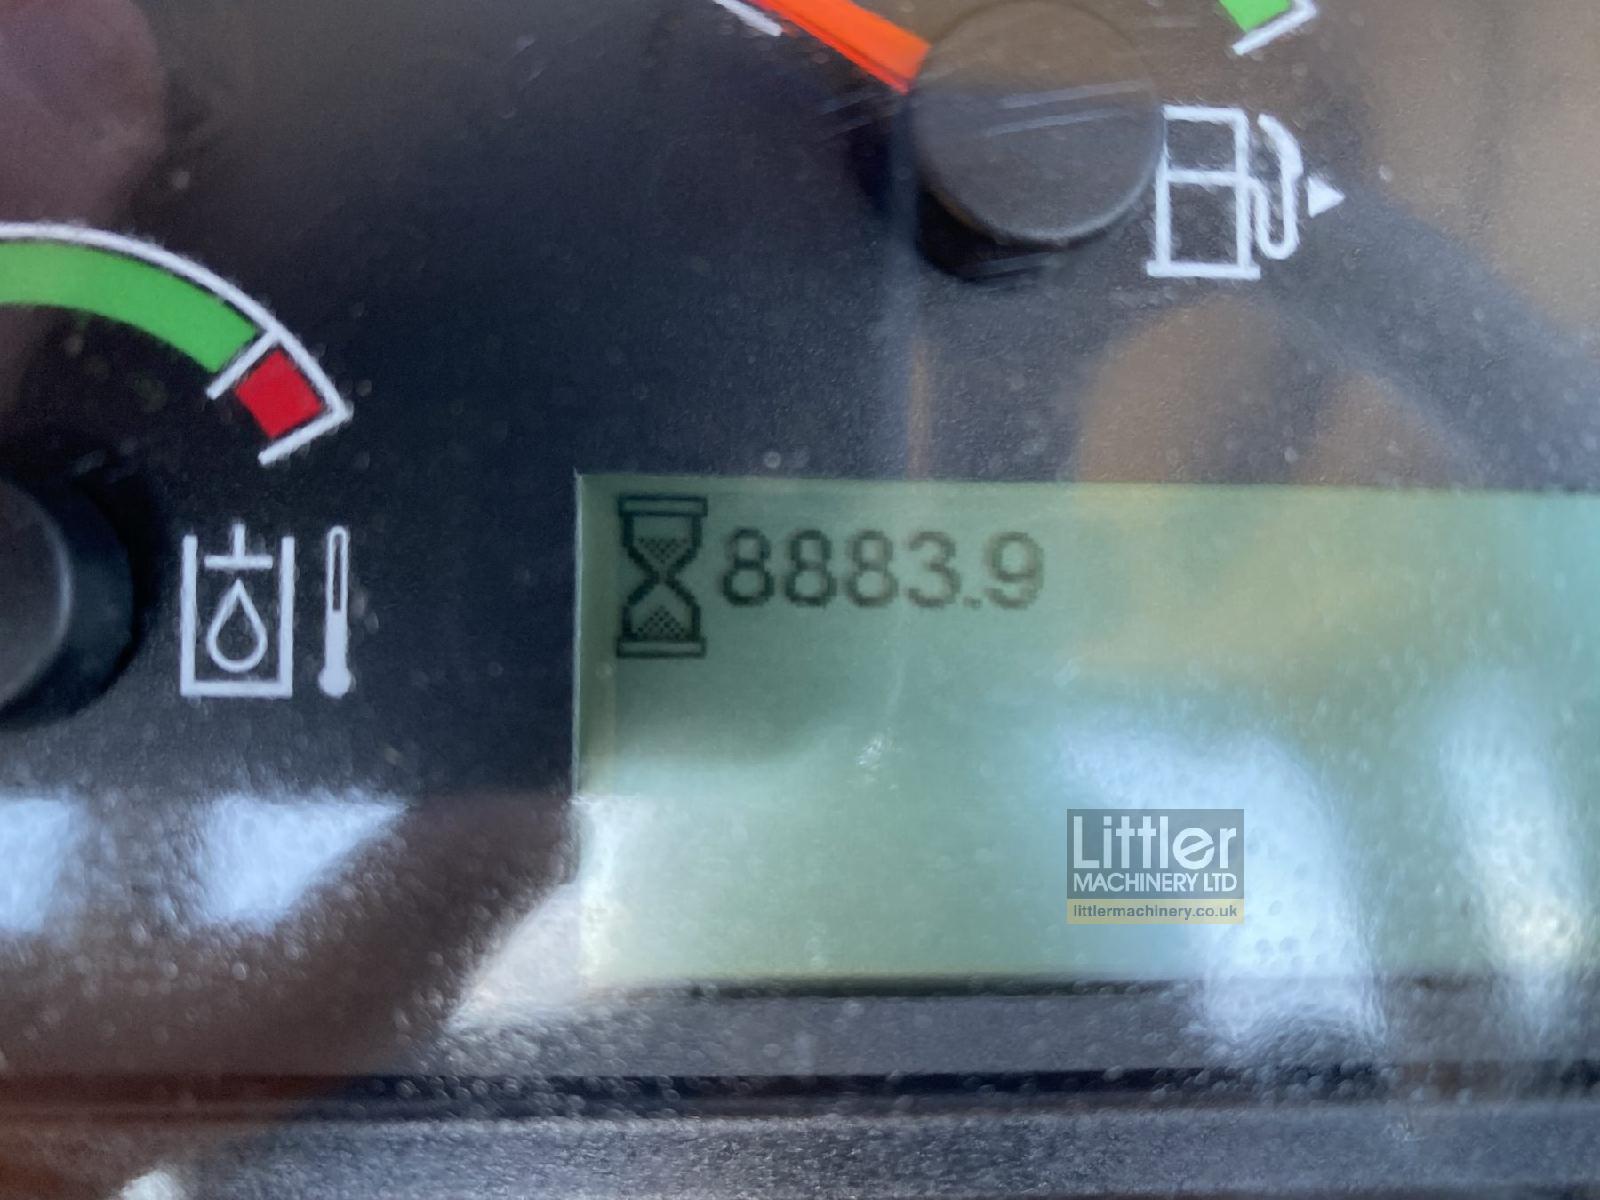 8883.9
Littler
MACHINERY LTD
littlermachinery.co.uk